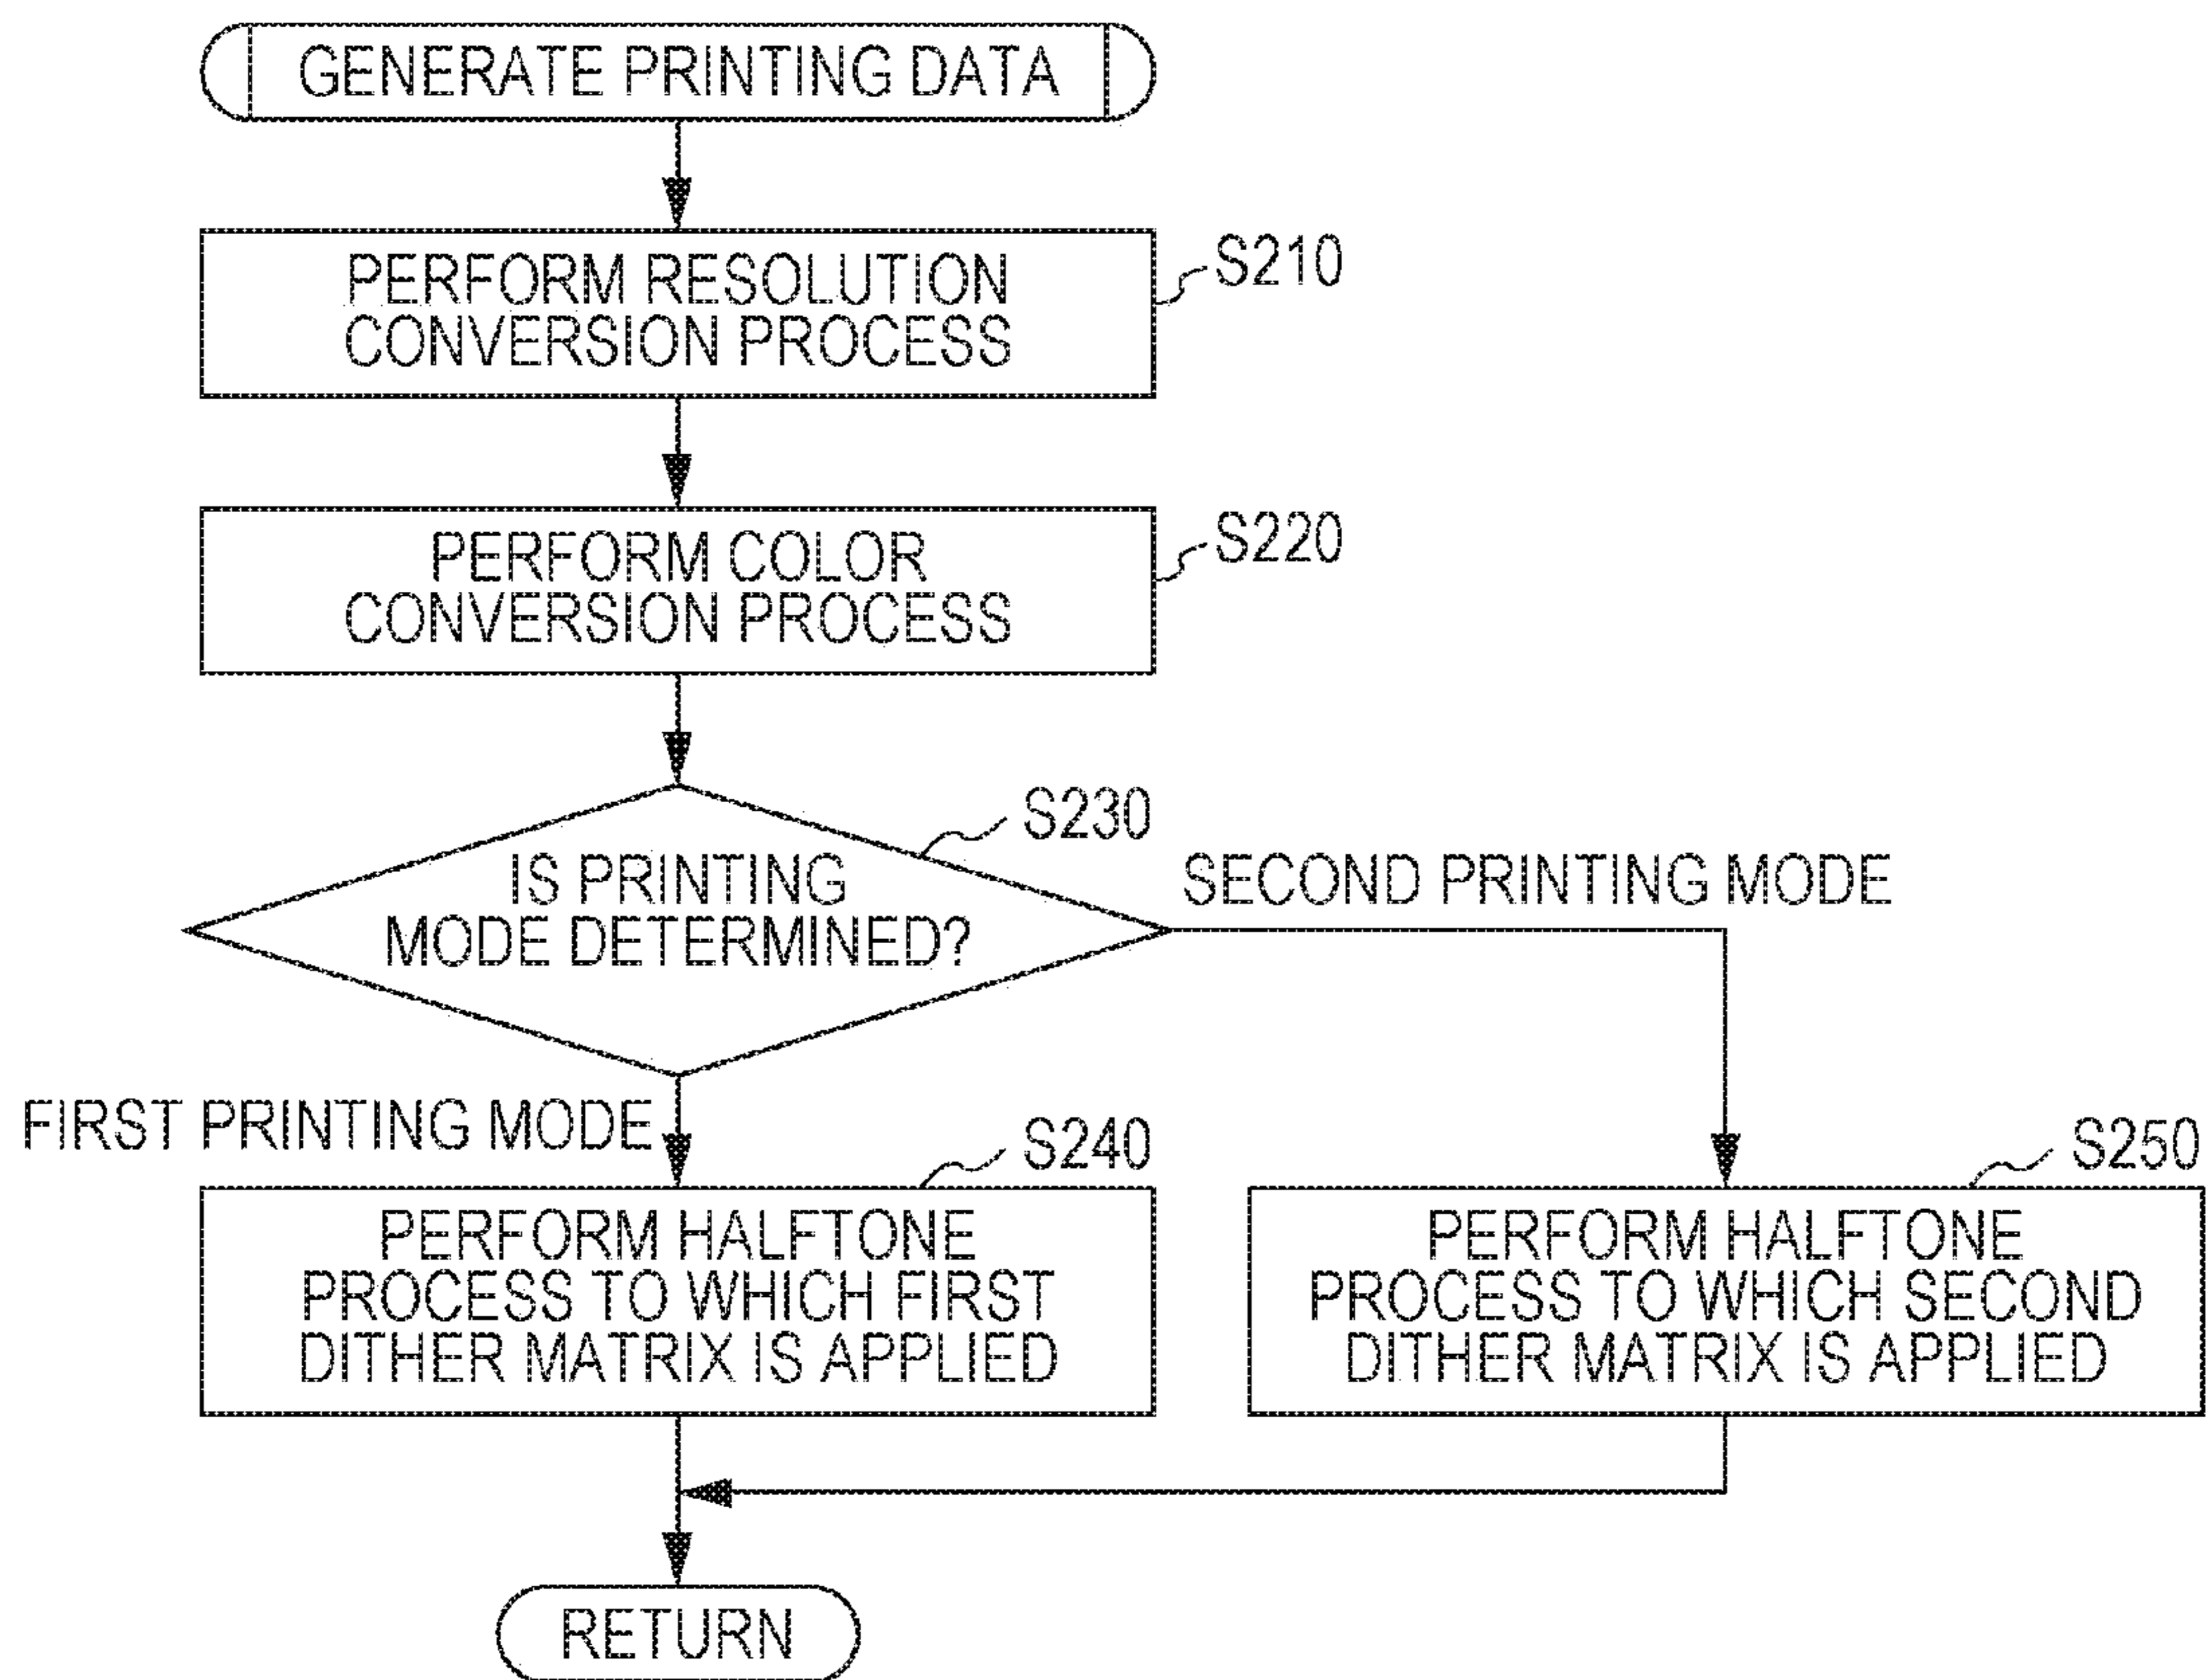 GENERATE PRINTING DATA
PERFORM RESOLUTION
CONVERSION PROCESS
S210
PERFORM COLOR
CONVERSION PROCESS
S220
IS PRINTING
MODE DETERMINED?
S230
SECOND PRINTING MODE
FIRST PRINTING MODE
PERFORM HALFTONE
PROCESS TO WHICH FIRST
DITHER MATRIX IS APPLIED
S240
PERFORM HALFTONE
PROCESS TO WHICH SECOND
DITHER MATRIX IS APPLIED
S250
RETURN